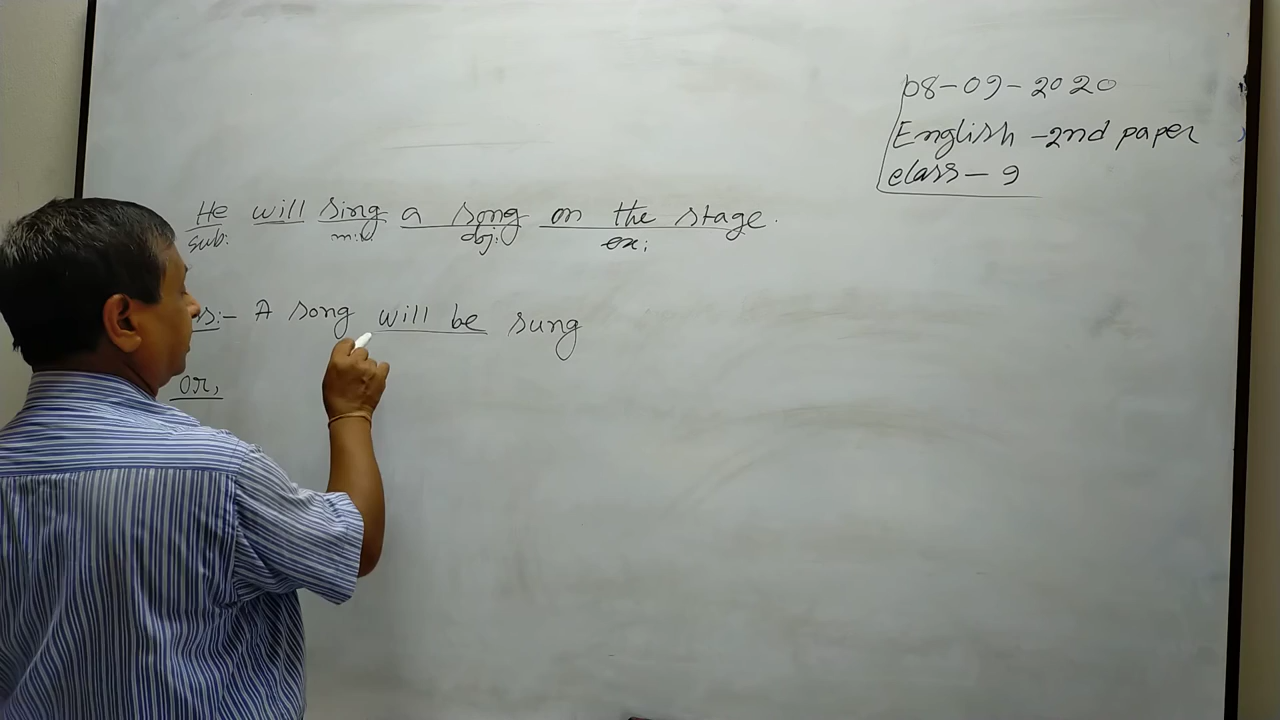 08-09-2020
English -2nd paper
class - 9
He will sing a song on the stage.
sub: m.v. obj: ex:
s:- A song will be sung
or,